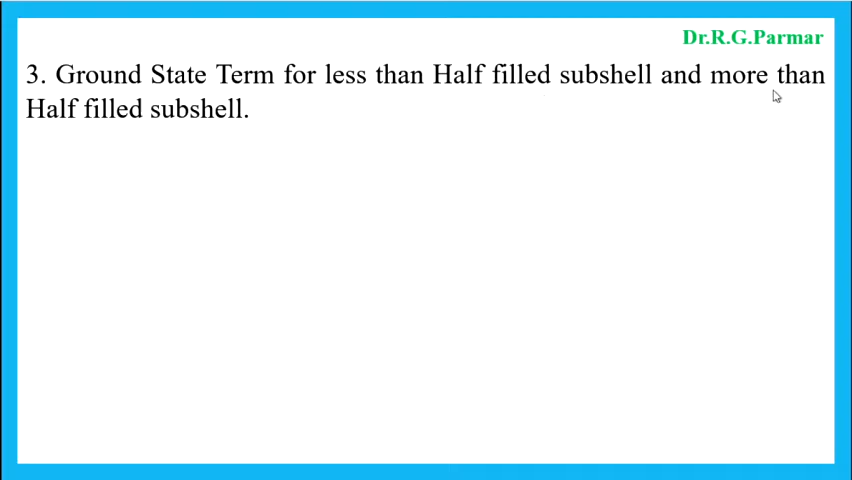 Dr.R.G.Parmar
3. Ground State Term for less than Half filled subshell and more than
Half filled subshell.